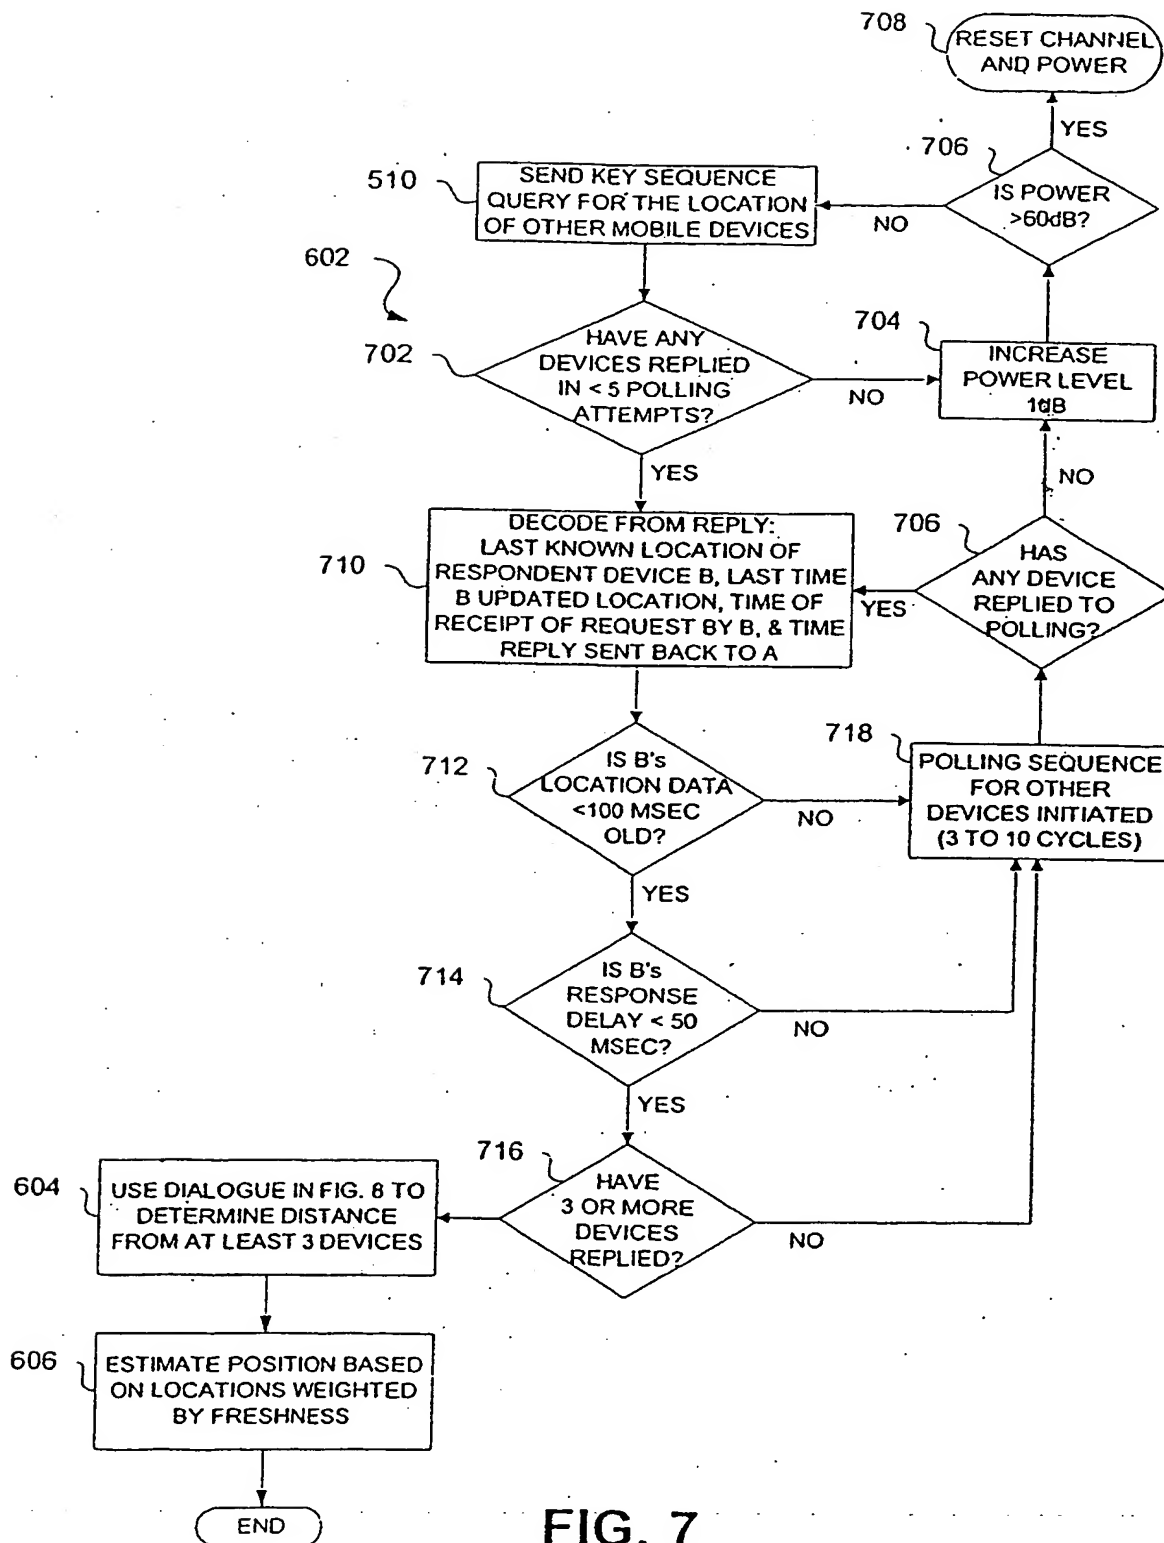 708
RESET CHANNEL
AND POWER
YES
706
IS POWER
>60dB?
NO
510
SEND KEY SEQUENCE
QUERY FOR THE LOCATION
OF OTHER MOBILE DEVICES
602
702
HAVE ANY
DEVICES REPLIED
IN < 5 POLLING
ATTEMPTS?
NO
704
INCREASE
POWER LEVEL
1dB
YES
NO
710
DECODE FROM REPLY:
LAST KNOWN LOCATION OF
RESPONDENT DEVICE B, LAST TIME
B UPDATED LOCATION, TIME OF
RECEIPT OF REQUEST BY B, & TIME
REPLY SENT BACK TO A
706
HAS
ANY DEVICE
REPLIED TO
POLLING?
YES
712
IS B's
LOCATION DATA
<100 MSEC
OLD?
NO
718
POLLING SEQUENCE
FOR OTHER
DEVICES INITIATED
(3 TO 10 CYCLES)
YES
714
IS B's
RESPONSE
DELAY < 50
MSEC?
NO
YES
716
HAVE
3 OR MORE
DEVICES
REPLIED?
NO
604
USE DIALOGUE IN FIG. 8 TO
DETERMINE DISTANCE
FROM AT LEAST 3 DEVICES
606
ESTIMATE POSITION BASED
ON LOCATIONS WEIGHTED
BY FRESHNESS
END
FIG. 7